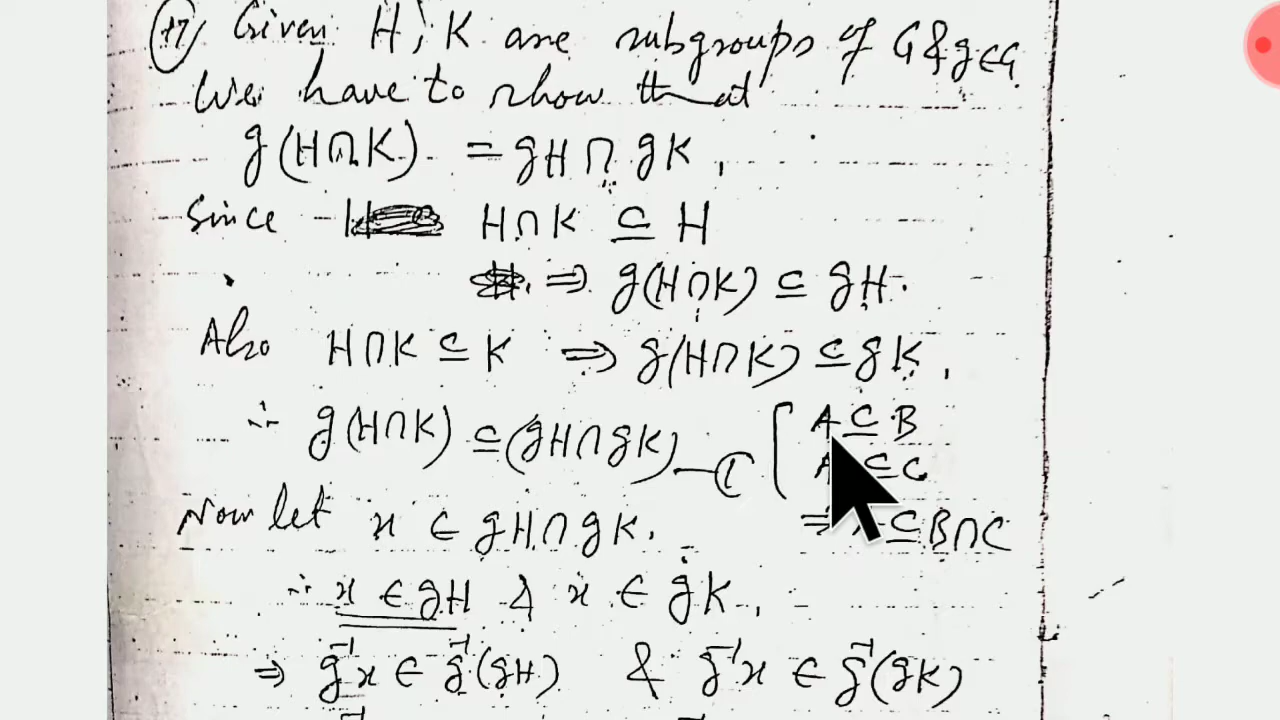 (17) Given H, K are subgroups of G & g∈G
We have to show that
g(H∩K) = gH ∩ gK,
Since H∩K ⊆ H
⇒ g(H∩K) ⊆ gH.
Also H∩K ⊆ K ⇒ g(H∩K) ⊆ gK,
∴ g(H∩K) ⊆ (gH∩gK) —(1) [ A ⊆ B
A ⊆ C
Now let x ∈ gH∩gK. ⇒ ⊆ B∩C
∴ x ∈ gH & x ∈ gK,
⇒ g⁻¹x ∈ g⁻¹(gH) & g⁻¹x ∈ g⁻¹(gK)